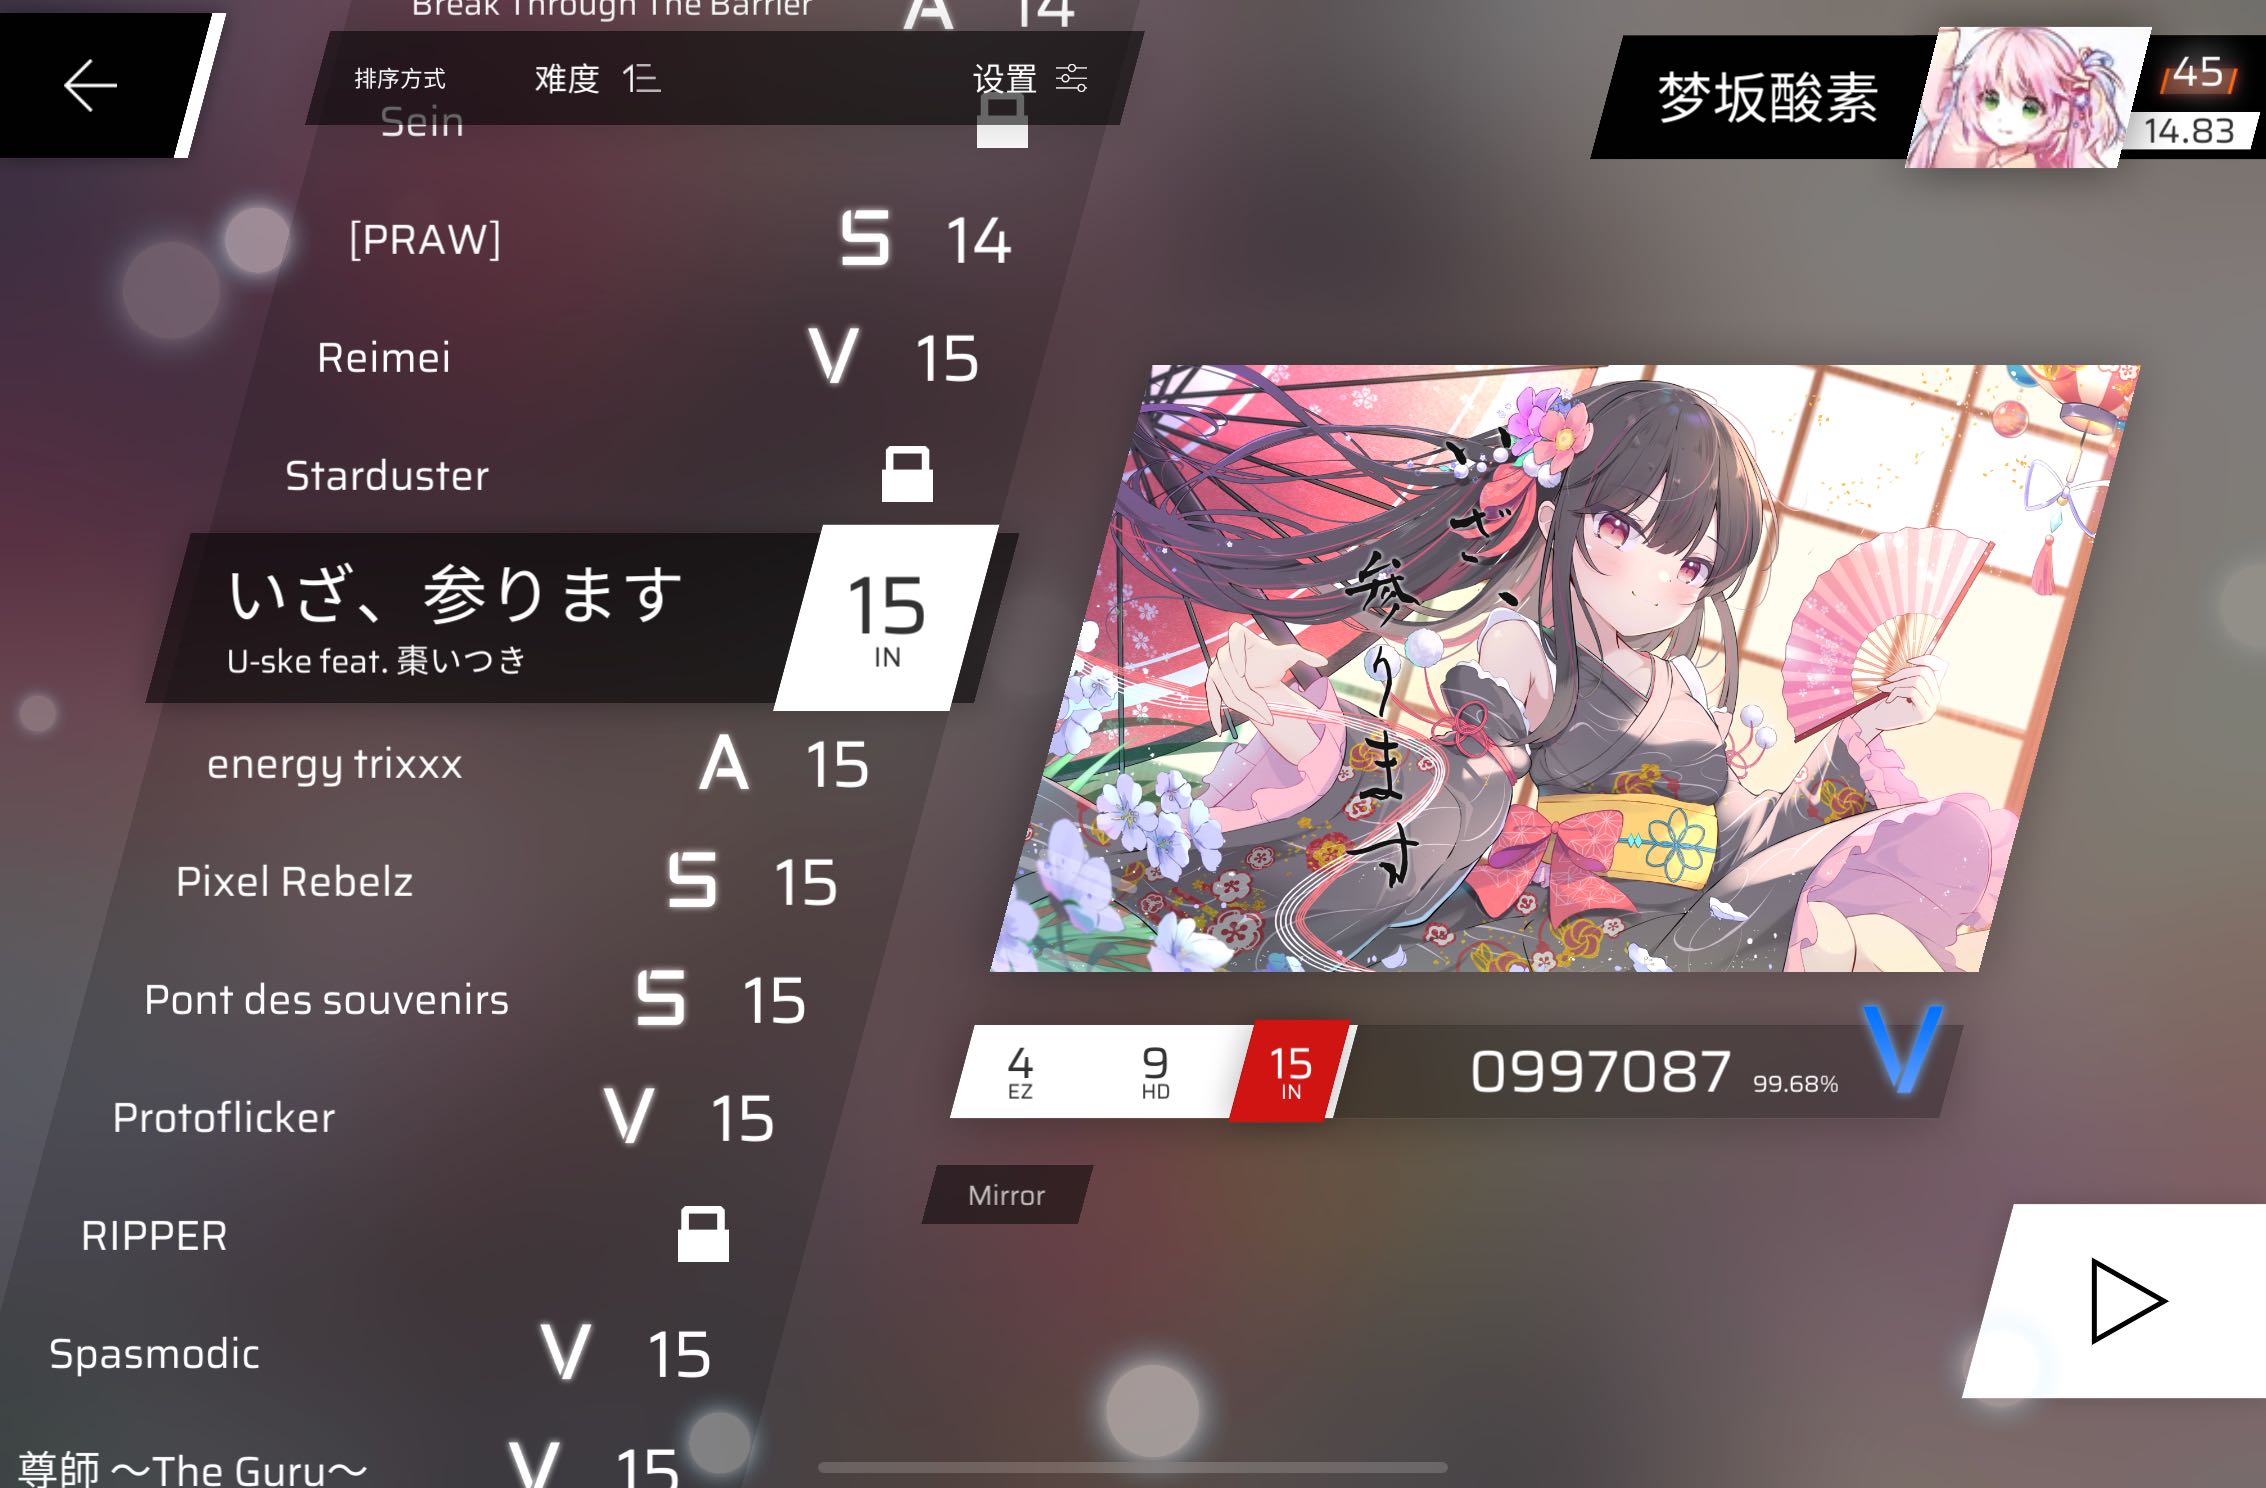 Break Through The Barrier A 14
排序方式 难度 设置
梦坂酸素
45
14.83
Sein
[PRAW] S 14
Reimei V 15
Starduster
いざ、参ります
U-ske feat. 棗いつき
15
IN
いざ、
参ります
energy trixxx A 15
Pixel Rebelz S 15
Pont des souvenirs S 15
Protoflicker V 15
RIPPER
Spasmodic V 15
尊師 ～The Guru～ V 15
4 9 15
EZ HD IN
0997087 99.68% V
Mirror